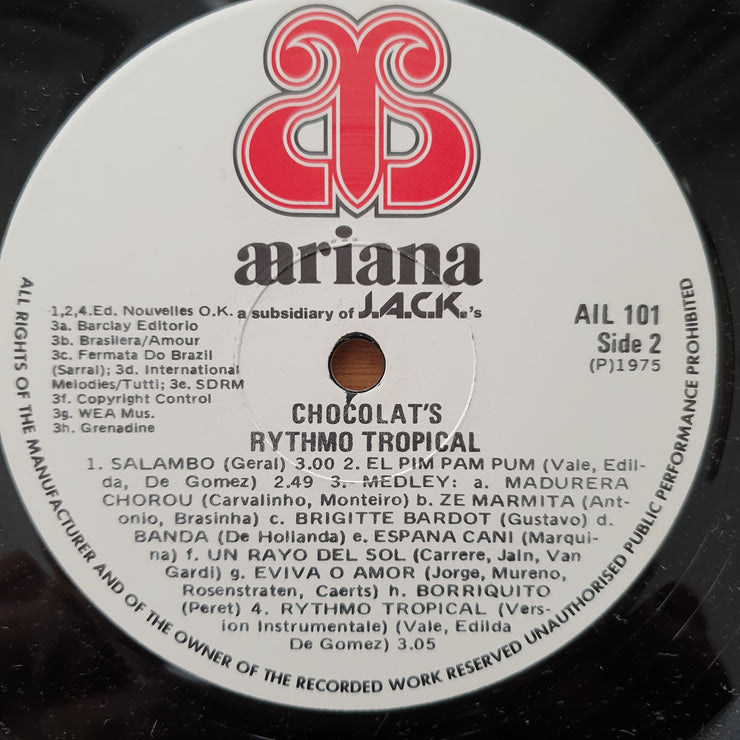 aariana
a subsidiary of J.A.C.K.'s
1,2,4.Ed. Nouvelles O.K.
3a. Barclay Editorio
3b. Brasilera/Amour
3c. Fermata Do Brazil
(Sarral); 3d. International
Melodies/Tutti; 3e. SDRM
3f. Copyright Control
3g. WEA Mus.
3h. Grenadine
AIL 101
Side 2
(P)1975
CHOCOLAT'S
RYTHMO TROPICAL
1. SALAMBO (Geral) 3.00 2. EL PIM PAM PUM (Vale, Edil-
da, De Gomez) 2.49 3. MEDLEY: a. MADURERA
CHOROU (Carvalinho, Monteiro) b. ZE MARMITA (Ant-
onio, Brasinha) c. BRIGITTE BARDOT (Gustavo) d.
BANDA (De Hollanda) e. ESPANA CANI (Marqui-
na) f. UN RAYO DEL SOL (Carrere, Jain, Van
Gardi) g. EVIVA O AMOR (Jorge, Mureno,
Rosenstraten, Caerts) h. BORRIQUITO
(Peret) 4. RYTHMO TROPICAL (Vers-
ion Instrumentale) (Vale, Edilda
De Gomez) 3.05
ALL RIGHTS OF THE MANUFACTURER AND OF THE OWNER OF THE RECORDED WORK RESERVED UNAUTHORISED PUBLIC PERFORMANCE PROHIBITED